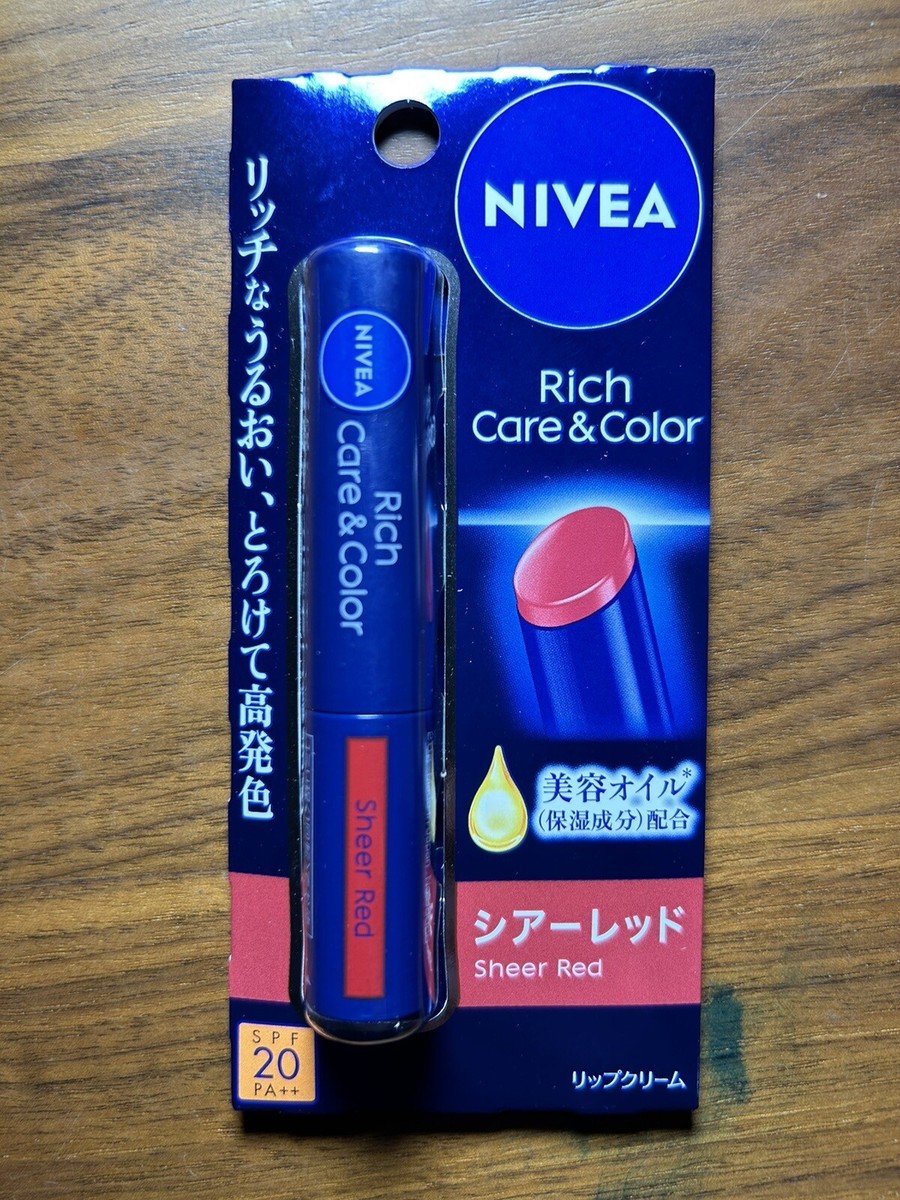 NIVEA
Rich
Care & Color
リッチなうるおい、とろけて高発色
NIVEA
Rich
Care & Color
Sheer Red
美容オイル*
(保湿成分)配合
シアーレッド
Sheer Red
SPF
20
PA++
リップクリーム